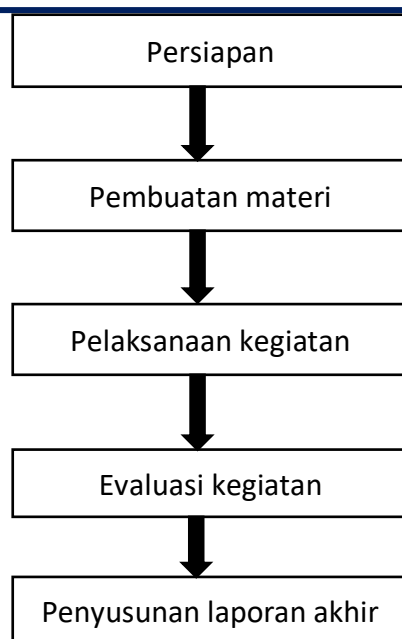 Persiapan
Pembuatan materi
Pelaksanaan kegiatan
Evaluasi kegiatan
Penyusunan laporan akhir